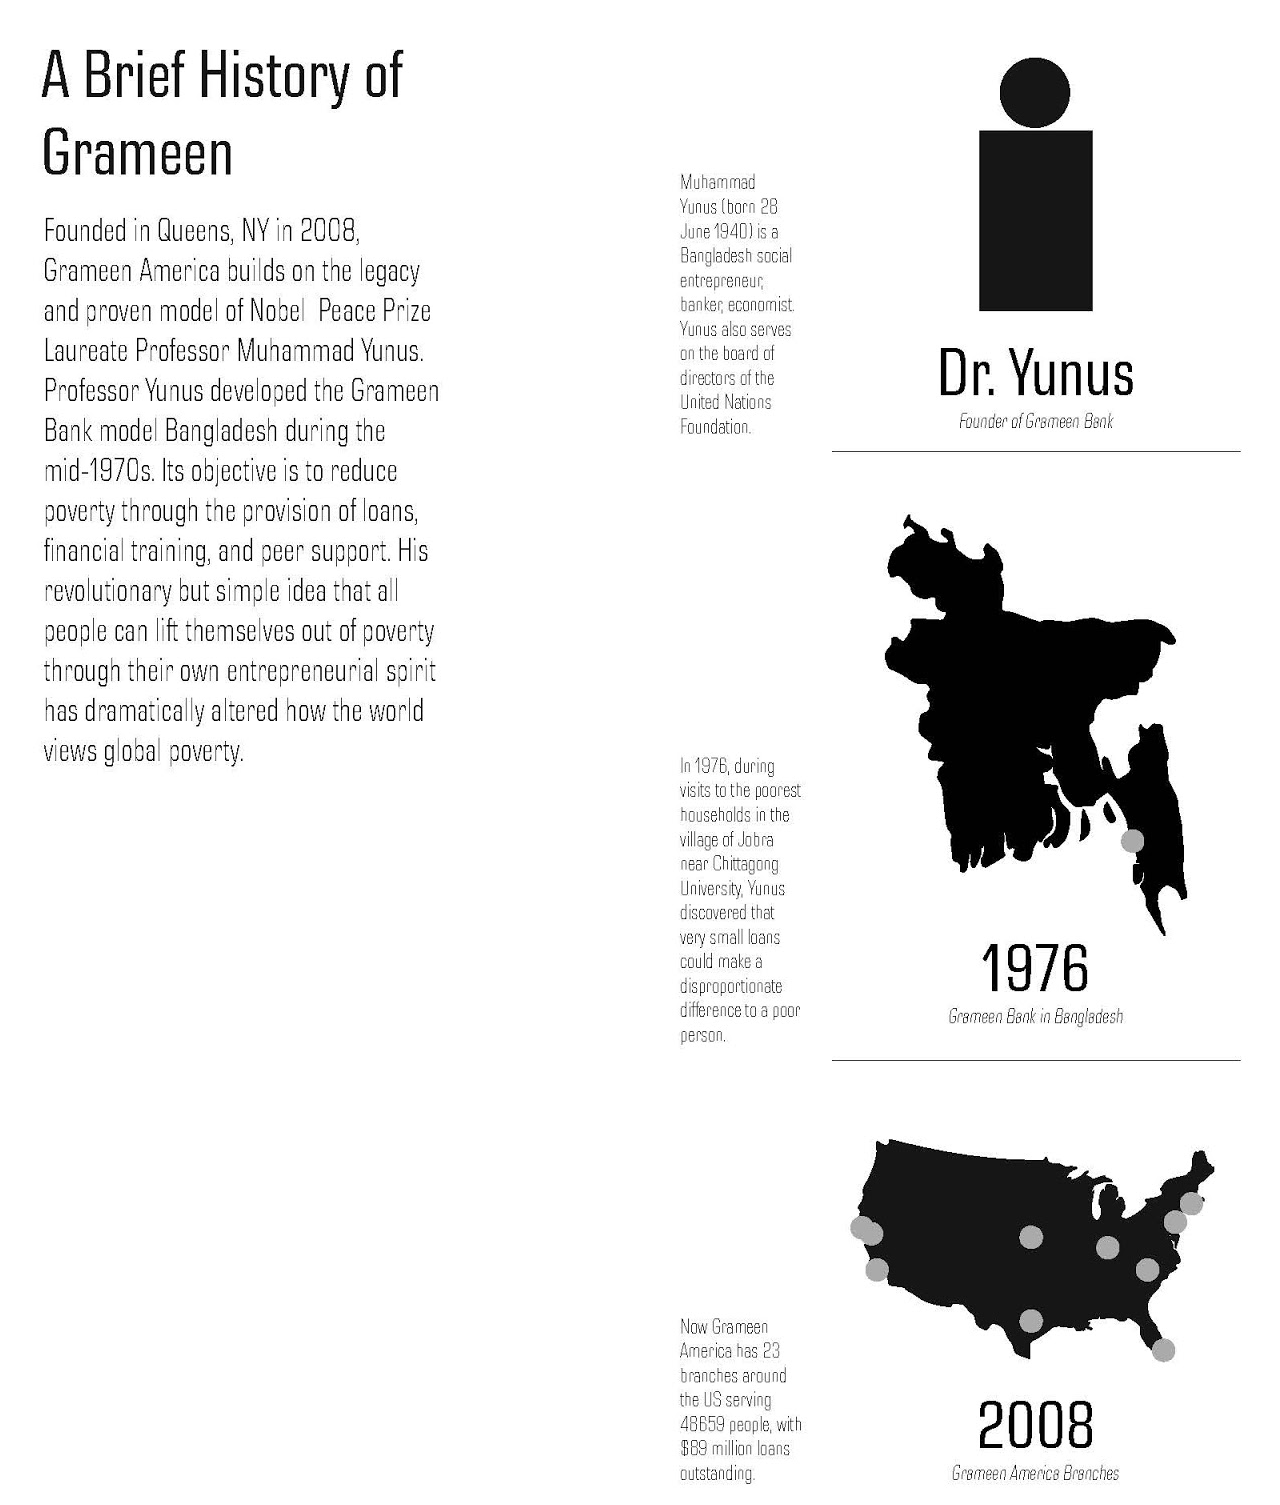 A Brief History of
Grameen
Founded in Queens, NY in 2008,
Grameen America builds on the legacy
and proven model of Nobel  Peace Prize
Laureate Professor Muhammad Yunus.
Professor Yunus developed the Grameen
Bank model Bangladesh during the
mid-1970s. Its objective is to reduce
poverty through the provision of loans,
financial training, and peer support. His
revolutionary but simple idea that all
people can lift themselves out of poverty
through their own entrepreneurial spirit
has dramatically altered how the world
views global poverty.
Muhammad
Yunus (born 28
June 1940) is a
Bangladesh social
entrepreneur,
banker, economist.
Yunus also serves
on the board of
directors of the
United Nations
Foundation.
Dr. Yunus
Founder of Grameen Bank
In 1976, during
visits to the poorest
households in the
village of Jobra
near Chittagong
University, Yunus
discovered that
very small loans
could make a
disproportionate
difference to a poor
person.
1976
Grameen Bank in Bangladesh
Now Grameen
America has 23
branches around
the US serving
48659 people, with
$89 million loans
outstanding.
2008
Grameen America Branches